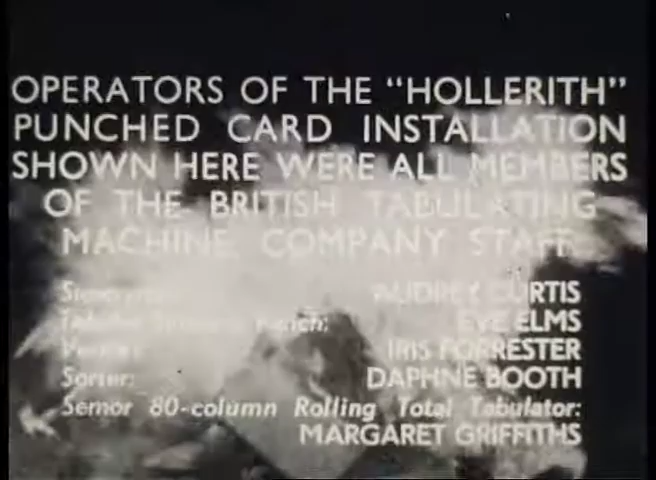 OPERATORS OF THE "HOLLERITH"
PUNCHED CARD INSTALLATION
SHOWN HERE WERE ALL MEMBERS
OF THE BRITISH TABULATING
MACHINE COMPANY STAFF
AUDREY CURTIS
EVE ELMS
IRIS FORRESTER
Sorter: DAPHNE BOOTH
Senior 80-column Rolling Total Tabulator:
MARGARET GRIFFITHS